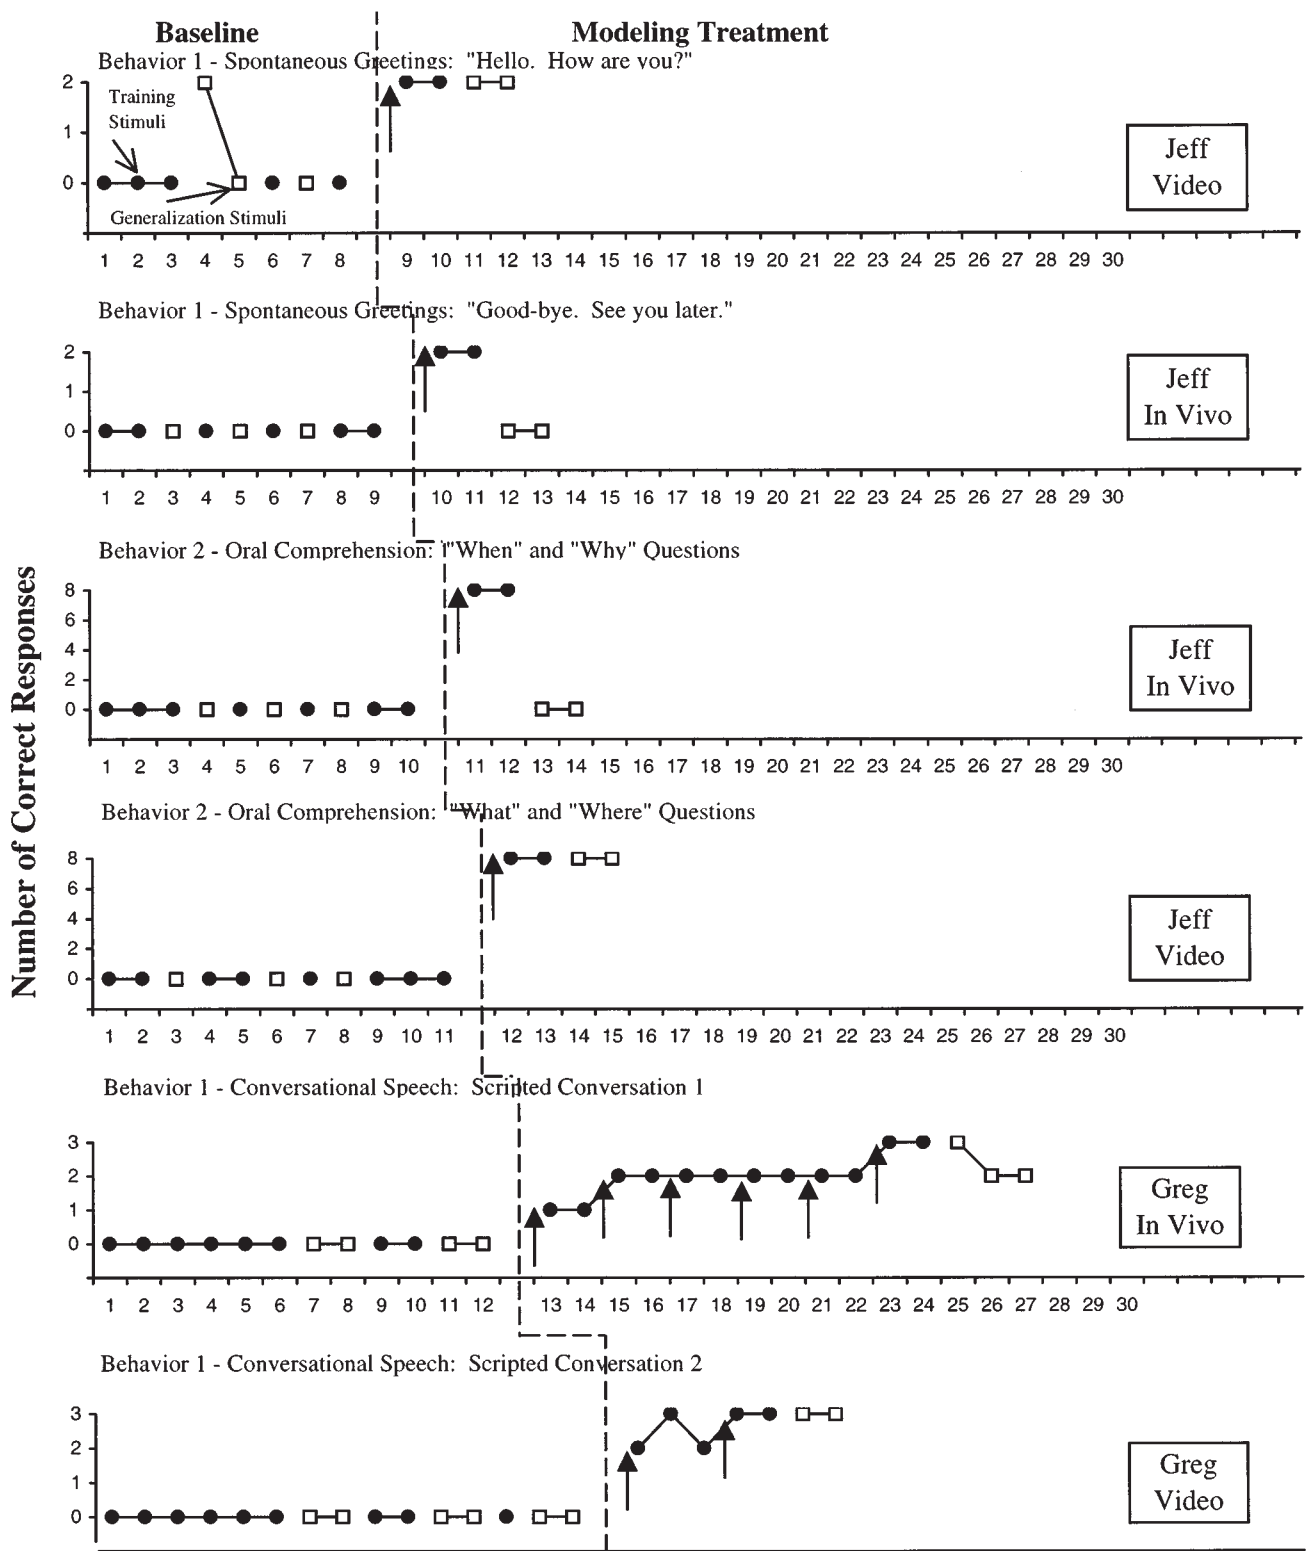 Baseline Modeling Treatment
Behavior 1 - Spontaneous Greetings: "Hello. How are you?"
2
1
0
Training
Stimuli
Generalization Stimuli
Jeff
Video
1 2 3 4 5 6 7 8 9 10 11 12 13 14 15 16 17 18 19 20 21 22 23 24 25 26 27 28 29 30
Behavior 1 - Spontaneous Greetings: "Good-bye. See you later."
2
1
0
Jeff
In Vivo
1 2 3 4 5 6 7 8 9 10 11 12 13 14 15 16 17 18 19 20 21 22 23 24 25 26 27 28 29 30
Behavior 2 - Oral Comprehension: "When" and "Why" Questions
8
6
4
2
0
Jeff
In Vivo
1 2 3 4 5 6 7 8 9 10 11 12 13 14 15 16 17 18 19 20 21 22 23 24 25 26 27 28 29 30
Number of Correct Responses
Behavior 2 - Oral Comprehension: "What" and "Where" Questions
8
6
4
2
0
Jeff
Video
1 2 3 4 5 6 7 8 9 10 11 12 13 14 15 16 17 18 19 20 21 22 23 24 25 26 27 28 29 30
Behavior 1 - Conversational Speech: Scripted Conversation 1
3
2
1
0
Greg
In Vivo
1 2 3 4 5 6 7 8 9 10 11 12 13 14 15 16 17 18 19 20 21 22 23 24 25 26 27 28 29 30
Behavior 1 - Conversational Speech: Scripted Conversation 2
3
2
1
0
Greg
Video